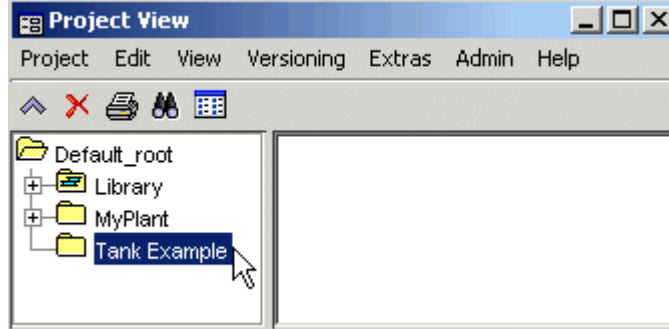 Project View
Project Edit View Versioning Extras Admin Help
Default_root
Library
MyPlant
Tank Example